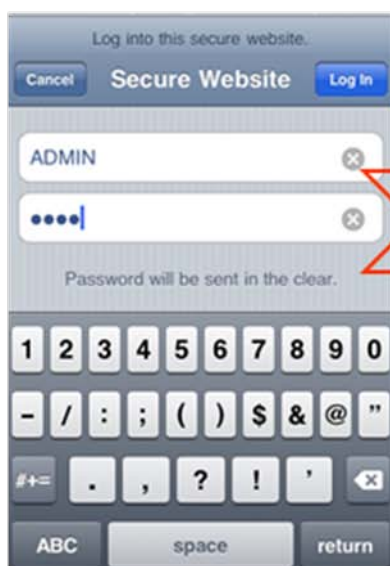 Log into this secure website.
Cancel Secure Website Log In
ADMIN
••••
Password will be sent in the clear.
1 2 3 4 5 6 7 8 9 0
- / : ; ( ) $ & @ "
#+= . , ? ! '
ABC space return